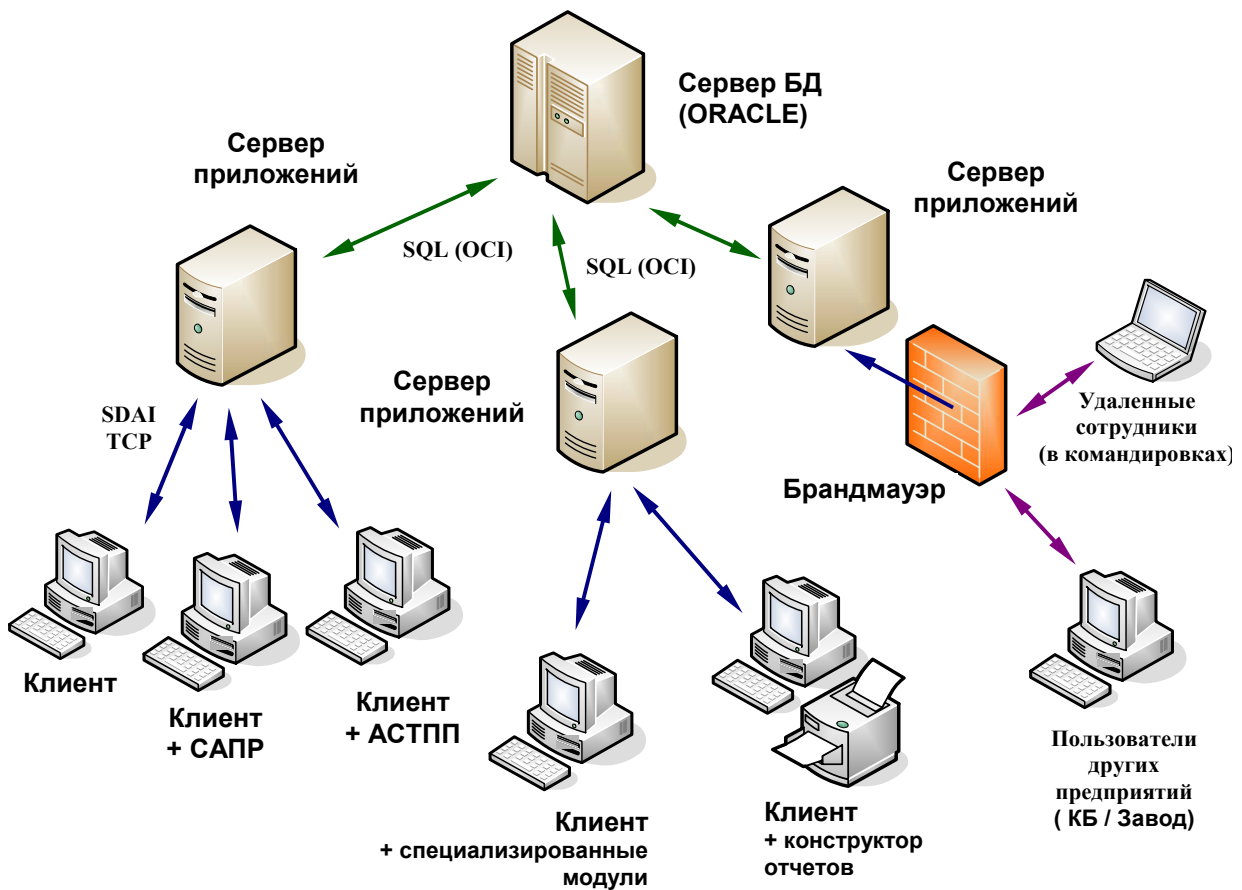 Сервер БД
(ORACLE)
Сервер
приложений
Сервер
приложений
SQL (OCI)
SQL (OCI)
Сервер
приложений
SDAI
TCP
Удаленные
сотрудники
(в командировках)
Брандмауэр
Клиент
Клиент
+ САПР
Клиент
+ АСТПП
Клиент
+ специализированные
модули
Клиент
+ конструктор
отчетов
Пользователи
других
предприятий
( КБ / Завод)